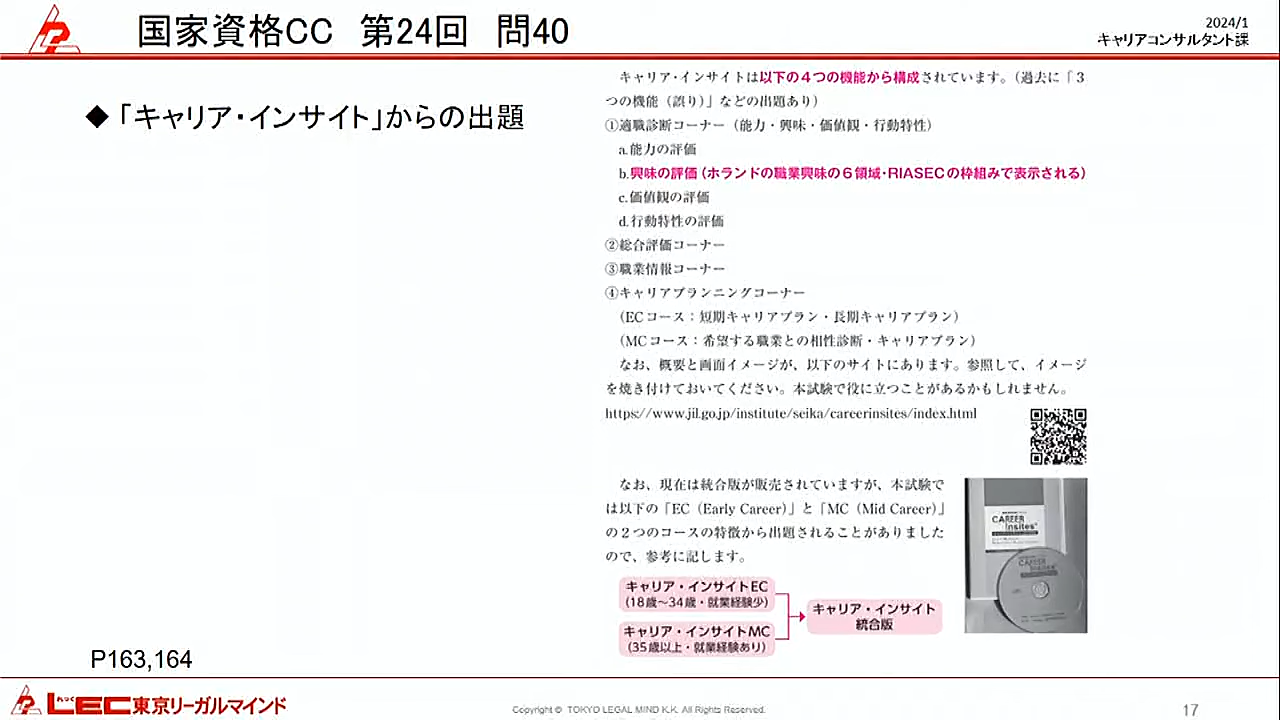 国家資格CC 第24回 問40
2024/1
キャリアコンサルタント課
◆「キャリア・インサイト」からの出題
キャリア・インサイトは以下の4つの機能から構成されています。（過去に「3
つの機能（誤り）」などの出題あり）
①適職診断コーナー（能力・興味・価値観・行動特性）
a.能力の評価
b.興味の評価（ホランドの職業興味の6領域・RIASECの枠組みで表示される）
c.価値観の評価
d.行動特性の評価
②総合評価コーナー
③職業情報コーナー
④キャリアプランニングコーナー
（ECコース：短期キャリアプラン・長期キャリアプラン）
（MCコース：希望する職業との相性診断・キャリアプラン）
なお、概要と画面イメージが、以下のサイトにあります。参照して、イメージ
を焼き付けておいてください。本試験で役に立つことがあるかもしれません。
https://www.jil.go.jp/institute/seika/careerinsites/index.html
なお、現在は統合版が販売されていますが、本試験で
は以下の「EC（Early Career）」と「MC（Mid Career）」
の2つのコースの特徴から出題されることがありました
ので、参考に記します。
CAREER
Insites
CAREER
Insites
キャリア・インサイトEC
（18歳～34歳・就業経験少）
キャリア・インサイトMC
（35歳以上・就業経験あり）
キャリア・インサイト
統合版
P163,164
LEC東京リーガルマインド
Copyright © TOKYO LEGAL MIND K.K. All Rights Reserved.
17